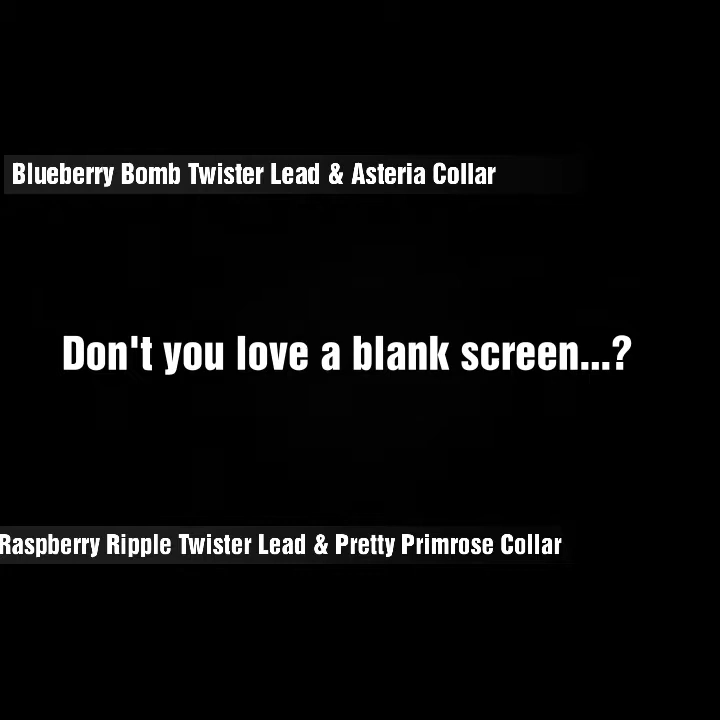 Blueberry Bomb Twister Lead & Asteria Collar
Don't you love a blank screen...?
Raspberry Ripple Twister Lead & Pretty Primrose Collar